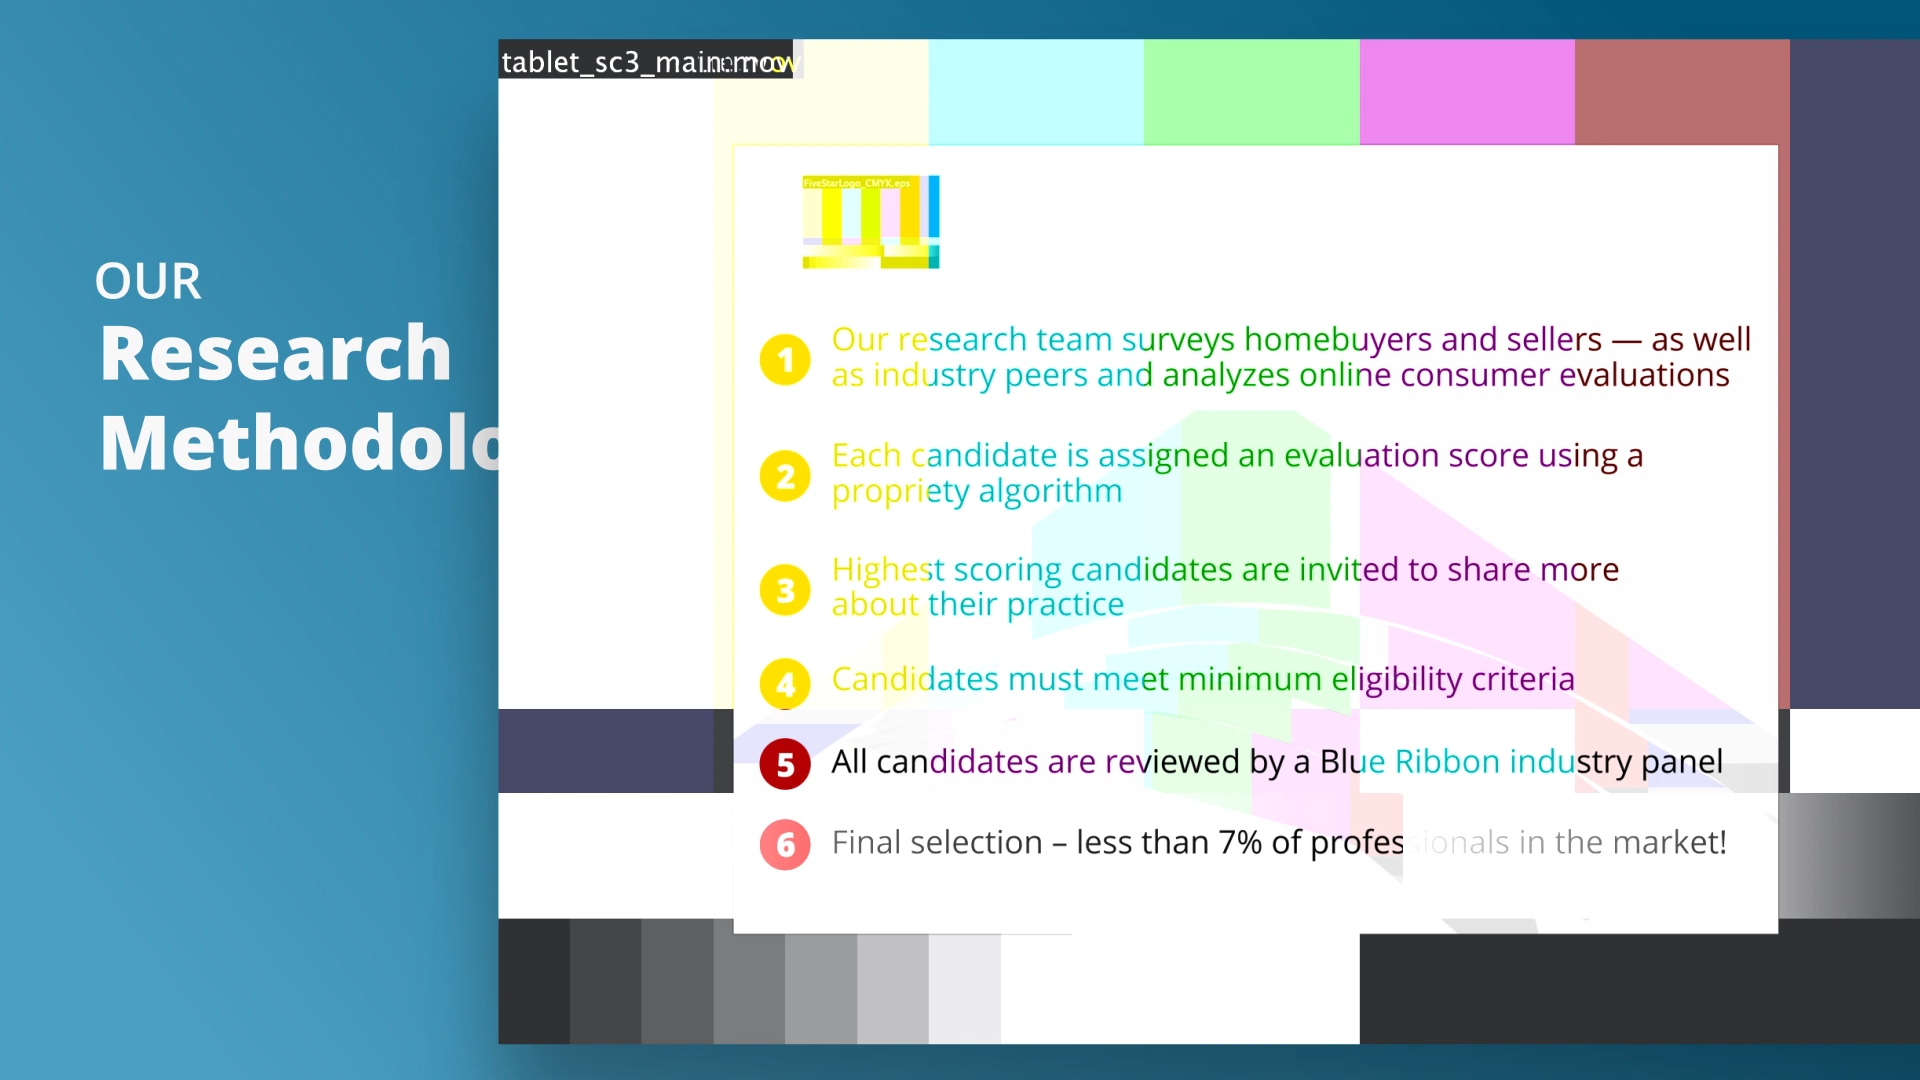 tablet_sc3_main.mov
FiveStarLogo_CMYK.eps
OUR
Research
Methodolo
1 Our research team surveys homebuyers and sellers — as well
as industry peers and analyzes online consumer evaluations
2 Each candidate is assigned an evaluation score using a
propriety algorithm
3 Highest scoring candidates are invited to share more
about their practice
4 Candidates must meet minimum eligibility criteria
5 All candidates are reviewed by a Blue Ribbon industry panel
6 Final selection – less than 7% of professionals in the market!